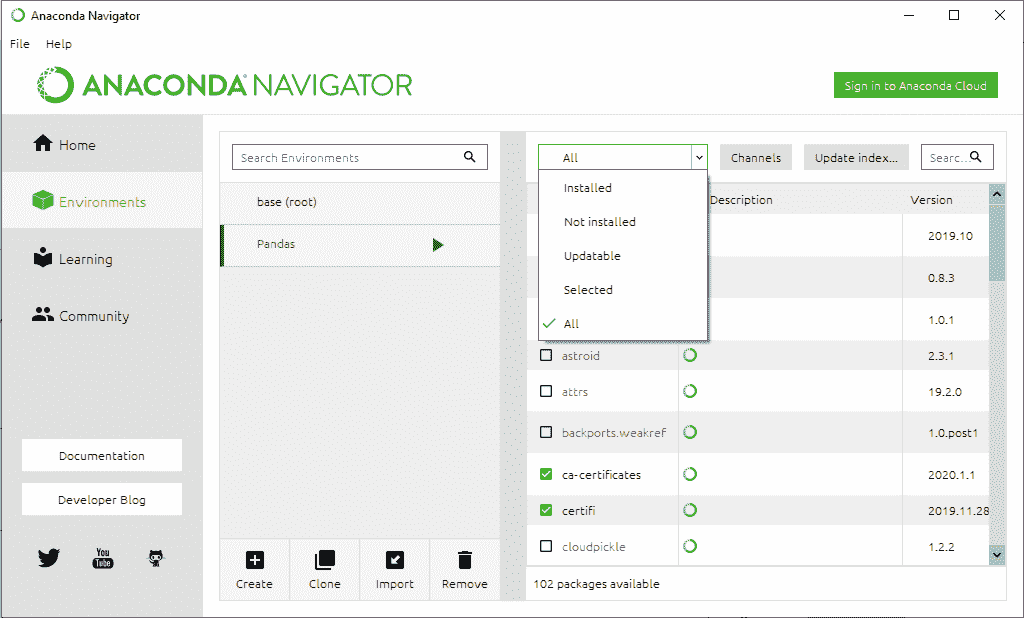 Anaconda Navigator
File Help
ANACONDA NAVIGATOR
Sign in to Anaconda Cloud
Home
Environments
Learning
Community
Documentation
Developer Blog
You
Tube
Search Environments
base (root)
Pandas
Create Clone Import Remove
All Channels Update index... Searc...
Installed
Not installed
Updatable
Selected
All
Description Version
2019.10
0.8.3
1.0.1
astroid 2.3.1
attrs 19.2.0
backports.weakref 1.0.post1
ca-certificates 2020.1.1
certifi 2019.11.28
cloudpickle 1.2.2
102 packages available